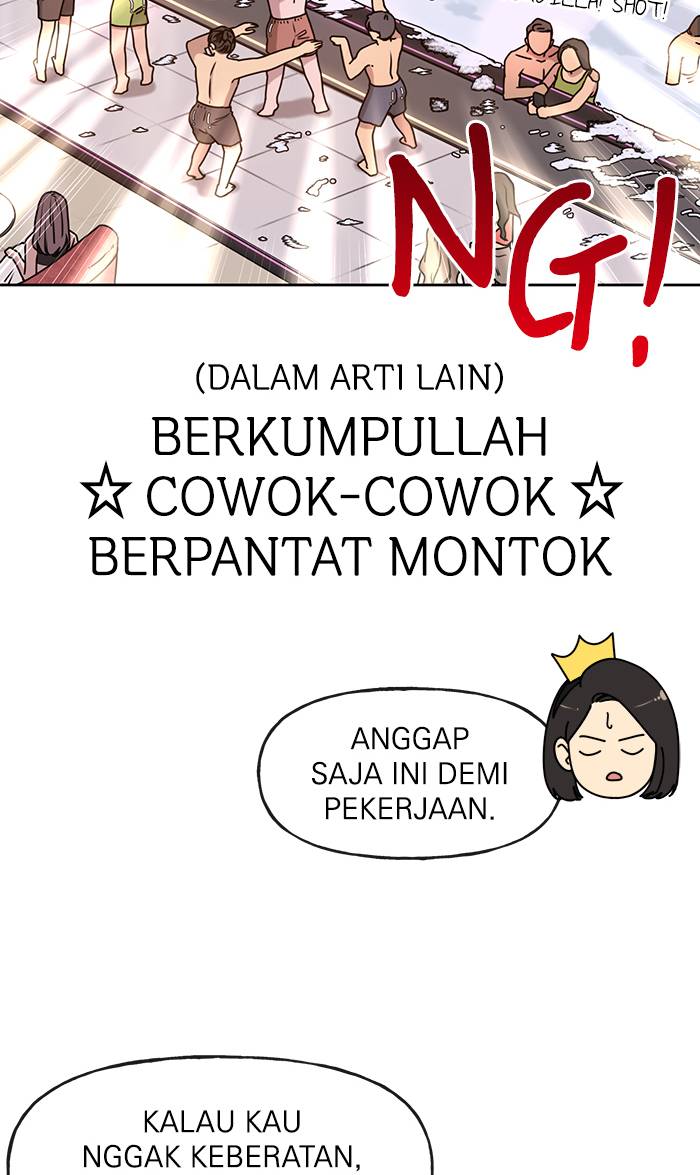 SHOT!
NG!
(DALAM ARTI LAIN)
BERKUMPULLAH
☆ COWOK-COWOK ☆
BERPANTAT MONTOK
ANGGAP
SAJA INI DEMI
PEKERJAAN.
KALAU KAU
NGGAK KEBERATAN,